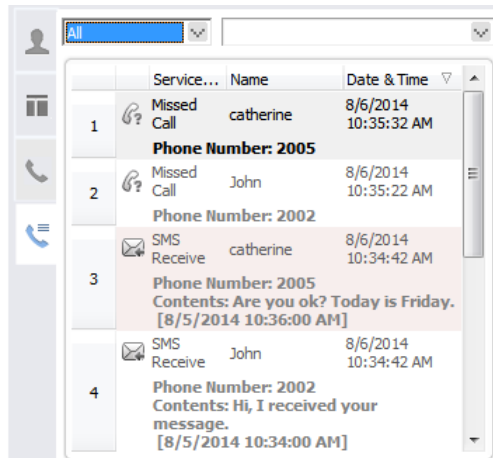 All
Service... Name Date & Time
1 Missed Call catherine 8/6/2014 10:35:32 AM
Phone Number: 2005
2 Missed Call John 8/6/2014 10:35:22 AM
Phone Number: 2002
3 SMS Receive catherine 8/6/2014 10:34:42 AM
Phone Number: 2005
Contents: Are you ok? Today is Friday.
[8/5/2014 10:36:00 AM]
4 SMS Receive John 8/6/2014 10:34:42 AM
Phone Number: 2002
Contents: Hi, I received your
message.
[8/5/2014 10:34:00 AM]